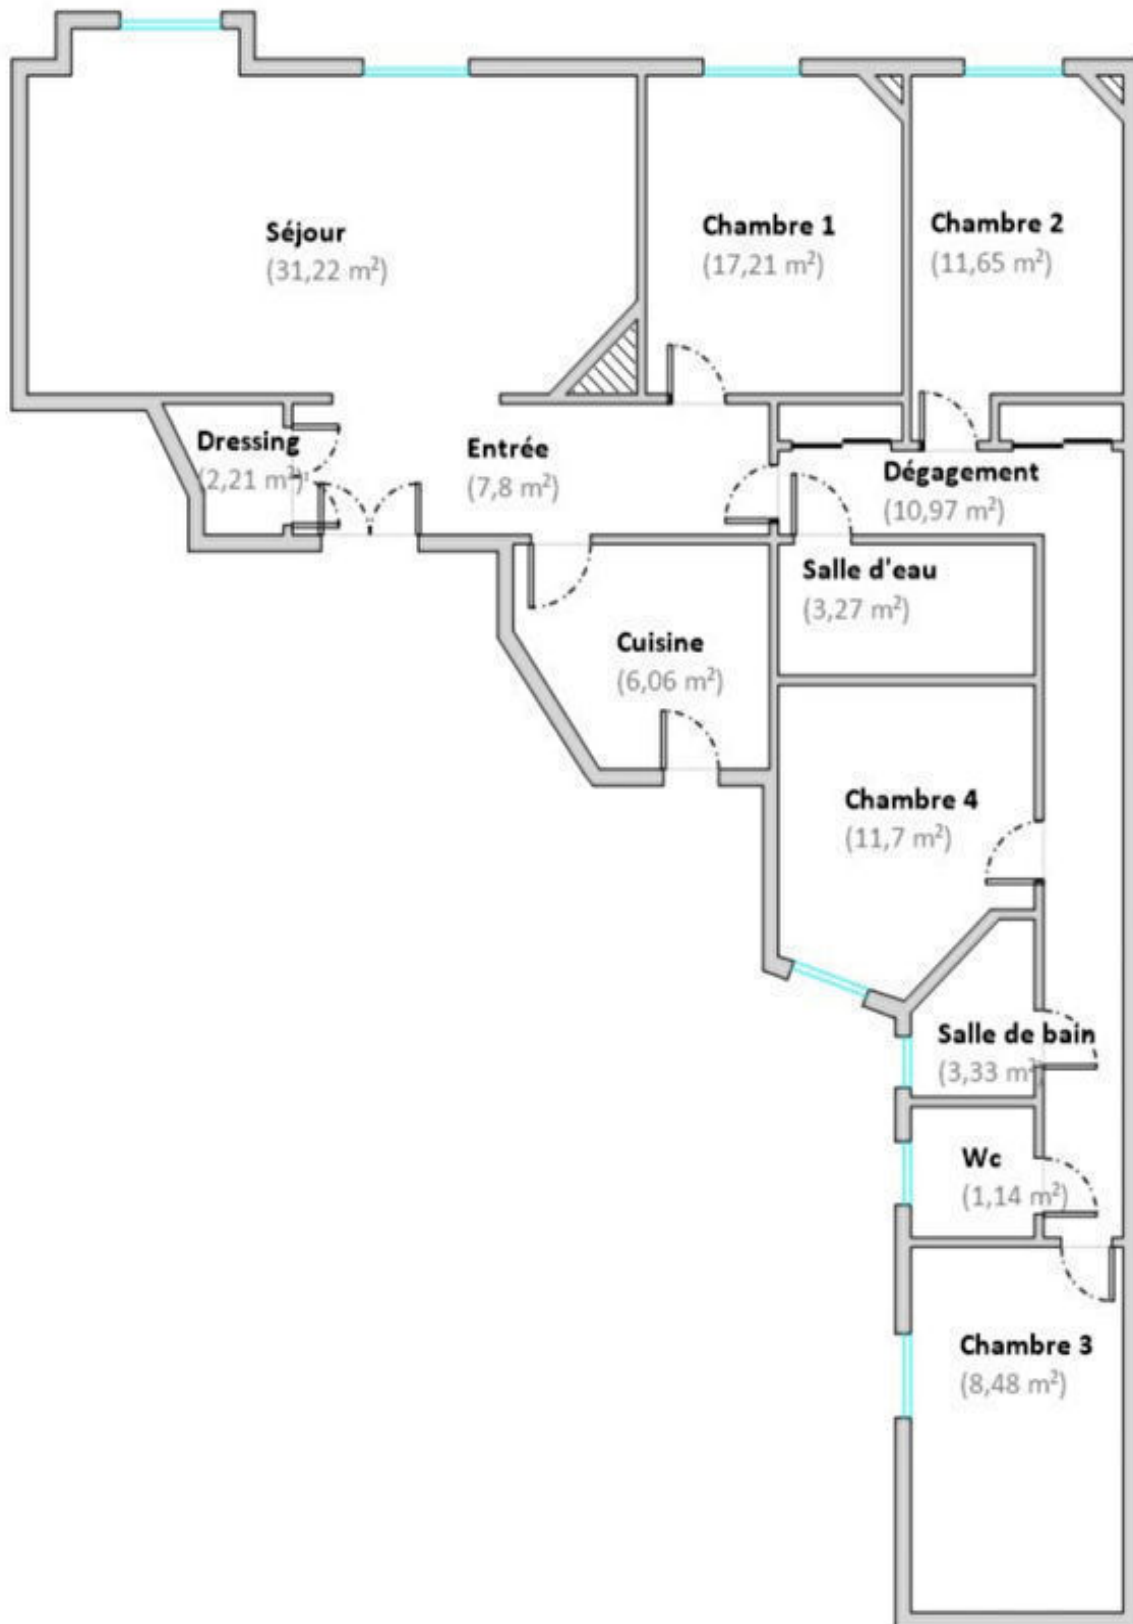 Séjour
(31,22 m²)
Chambre 1
(17,21 m²)
Chambre 2
(11,65 m²)
Dressing
(2,21 m²)
Entrée
(7,8 m²)
Dégagement
(10,97 m²)
Salle d'eau
(3,27 m²)
Cuisine
(6,06 m²)
Chambre 4
(11,7 m²)
Salle de bain
(3,33 m²)
Wc
(1,14 m²)
Chambre 3
(8,48 m²)